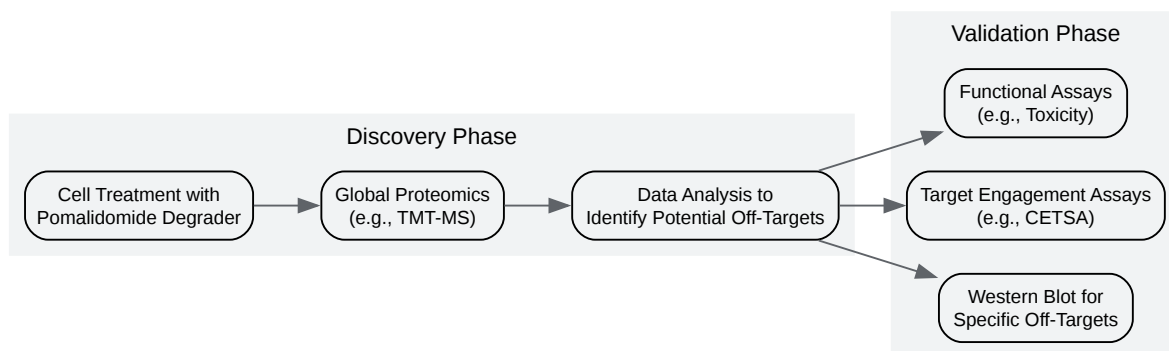 Discovery Phase
Cell Treatment with
Pomalidomide Degrader
Global Proteomics
(e.g., TMT-MS)
Data Analysis to
Identify Potential Off-Targets
Validation Phase
Functional Assays
(e.g., Toxicity)
Target Engagement Assays
(e.g., CETSA)
Western Blot for
Specific Off-Targets